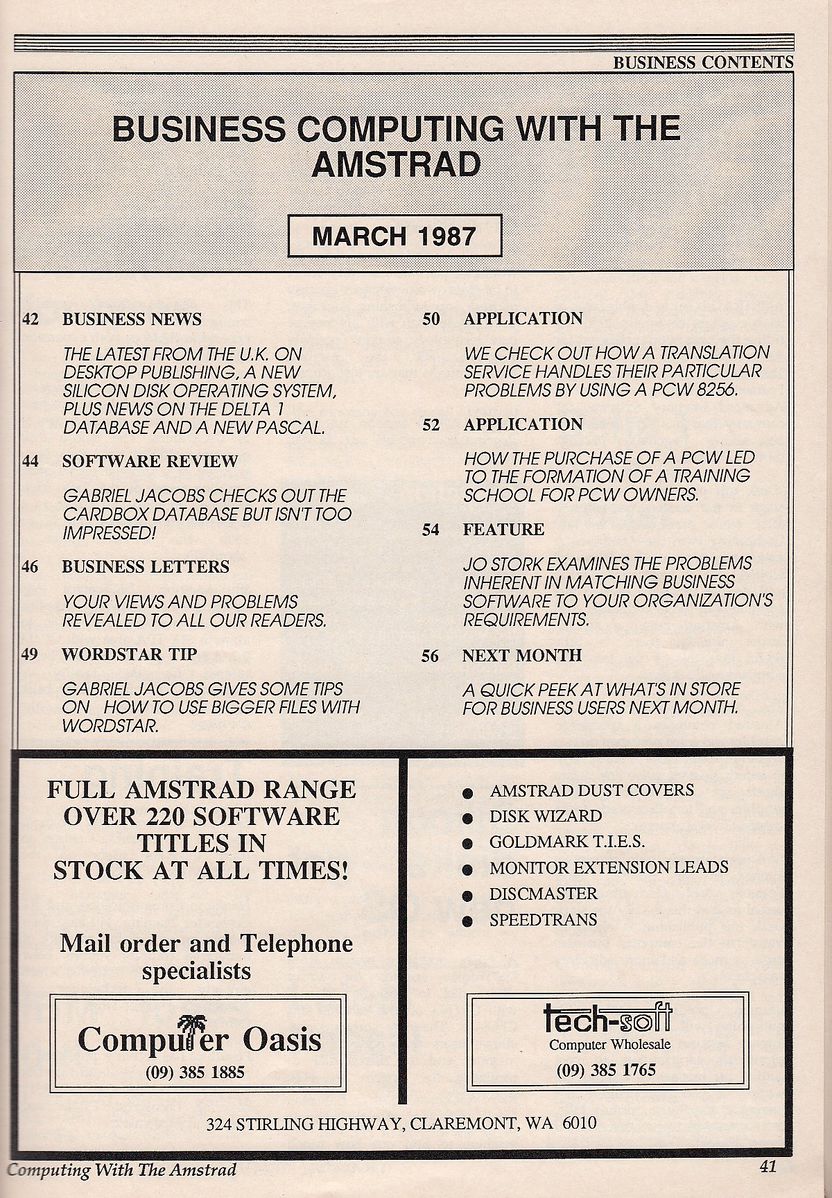 BUSINESS CONTENTS
BUSINESS COMPUTING WITH THE
AMSTRAD
MARCH 1987
42 BUSINESS NEWS
THE LATEST FROM THE U.K. ON
DESKTOP PUBLISHING, A NEW
SILICON DISK OPERATING SYSTEM,
PLUS NEWS ON THE DELTA 1
DATABASE AND A NEW PASCAL.
44 SOFTWARE REVIEW
GABRIEL JACOBS CHECKS OUT THE
CARDBOX DATABASE BUT ISN'T TOO
IMPRESSED!
46 BUSINESS LETTERS
YOUR VIEWS AND PROBLEMS
REVEALED TO ALL OUR READERS.
49 WORDSTAR TIP
GABRIEL JACOBS GIVES SOME TIPS
ON HOW TO USE BIGGER FILES WITH
WORDSTAR.
50 APPLICATION
WE CHECK OUT HOW A TRANSLATION
SERVICE HANDLES THEIR PARTICULAR
PROBLEMS BY USING A PCW 8256.
52 APPLICATION
HOW THE PURCHASE OF A PCW LED
TO THE FORMATION OF A TRAINING
SCHOOL FOR PCW OWNERS.
54 FEATURE
JO STORK EXAMINES THE PROBLEMS
INHERENT IN MATCHING BUSINESS
SOFTWARE TO YOUR ORGANIZATION'S
REQUIREMENTS.
56 NEXT MONTH
A QUICK PEEK AT WHAT'S IN STORE
FOR BUSINESS USERS NEXT MONTH.
FULL AMSTRAD RANGE
OVER 220 SOFTWARE
TITLES IN
STOCK AT ALL TIMES!
Mail order and Telephone
specialists
Computer Oasis
(09) 385 1885
● AMSTRAD DUST COVERS
● DISK WIZARD
● GOLDMARK T.I.E.S.
● MONITOR EXTENSION LEADS
● DISCMASTER
● SPEEDTRANS
tech-soft
Computer Wholesale
(09) 385 1765
324 STIRLING HIGHWAY, CLAREMONT, WA 6010
Computing With The Amstrad
41